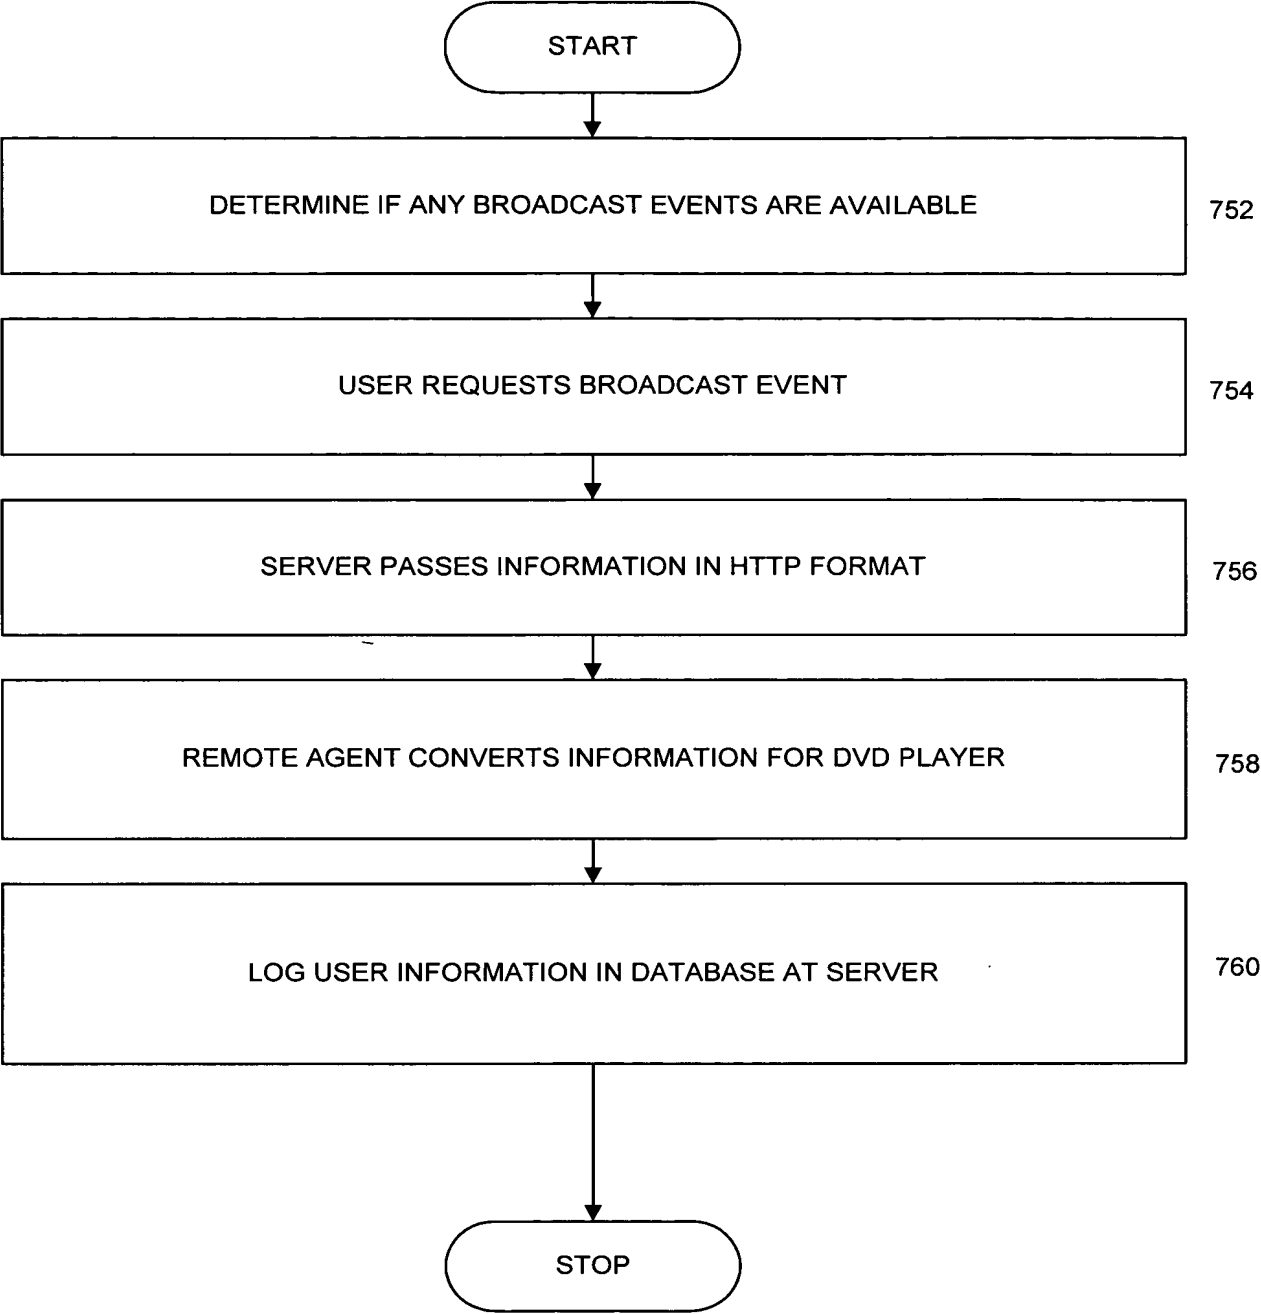 START
DETERMINE IF ANY BROADCAST EVENTS ARE AVAILABLE
752
USER REQUESTS BROADCAST EVENT
754
SERVER PASSES INFORMATION IN HTTP FORMAT
756
REMOTE AGENT CONVERTS INFORMATION FOR DVD PLAYER
758
LOG USER INFORMATION IN DATABASE AT SERVER
760
STOP